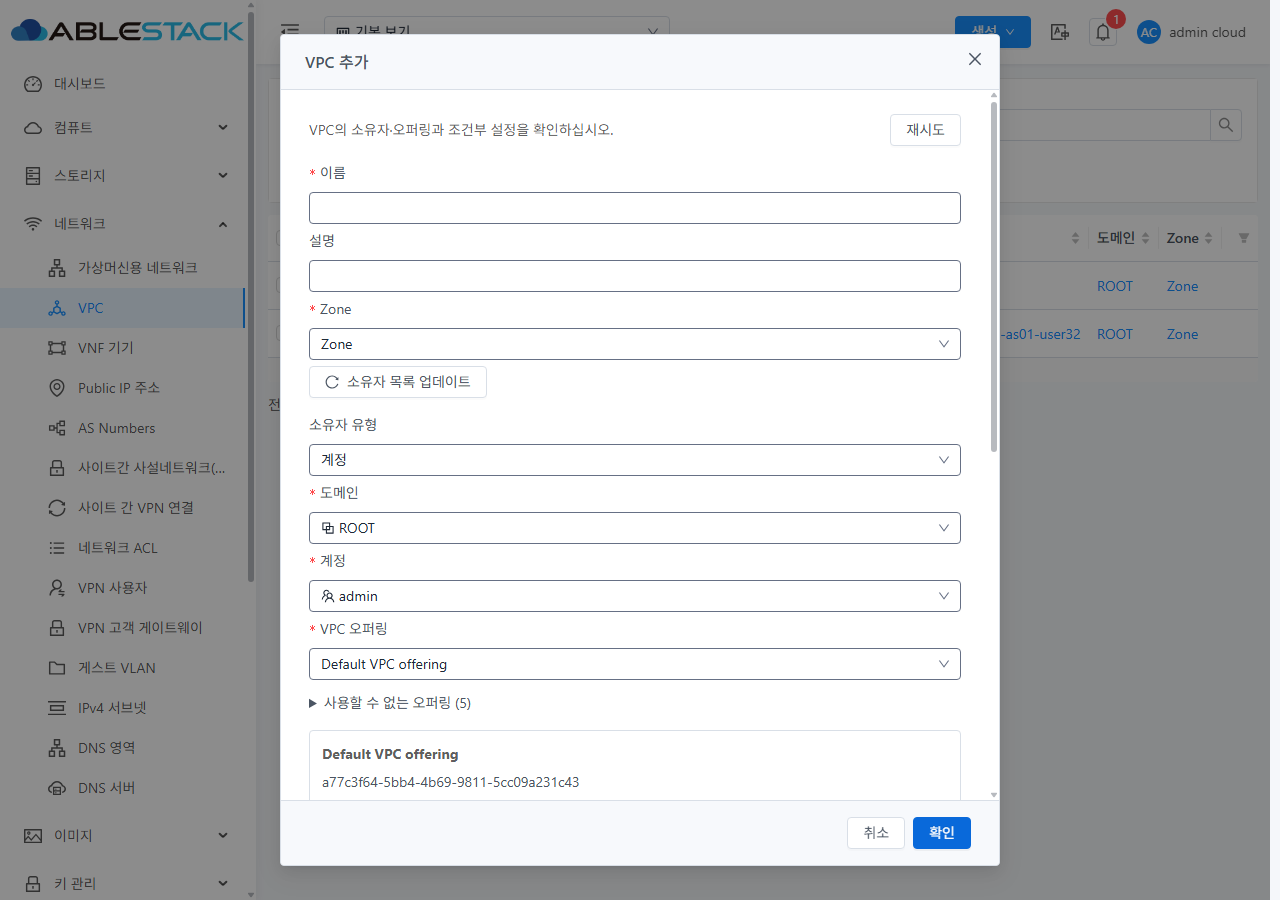 ABLESTACK
기본 보기
생성
1
AC admin cloud
대시보드
컴퓨트
스토리지
네트워크
가상머신용 네트워크
VPC
VNF 기기
Public IP 주소
AS Numbers
사이트간 사설네트워크(...
사이트 간 VPN 연결
네트워크 ACL
VPN 사용자
VPN 고객 게이트웨이
게스트 VLAN
IPv4 서브넷
DNS 영역
DNS 서버
이미지
키 관리
VPC 추가
VPC의 소유자·오퍼링과 조건부 설정을 확인하십시오.
재시도
* 이름
설명
* Zone
Zone
소유자 목록 업데이트
소유자 유형
계정
* 도메인
ROOT
* 계정
admin
* VPC 오퍼링
Default VPC offering
사용할 수 없는 오퍼링 (5)
Default VPC offering
a77c3f64-5bb4-4b69-9811-5cc09a231c43
취소
확인
도메인 Zone
ROOT Zone
-as01-user32 ROOT Zone
전